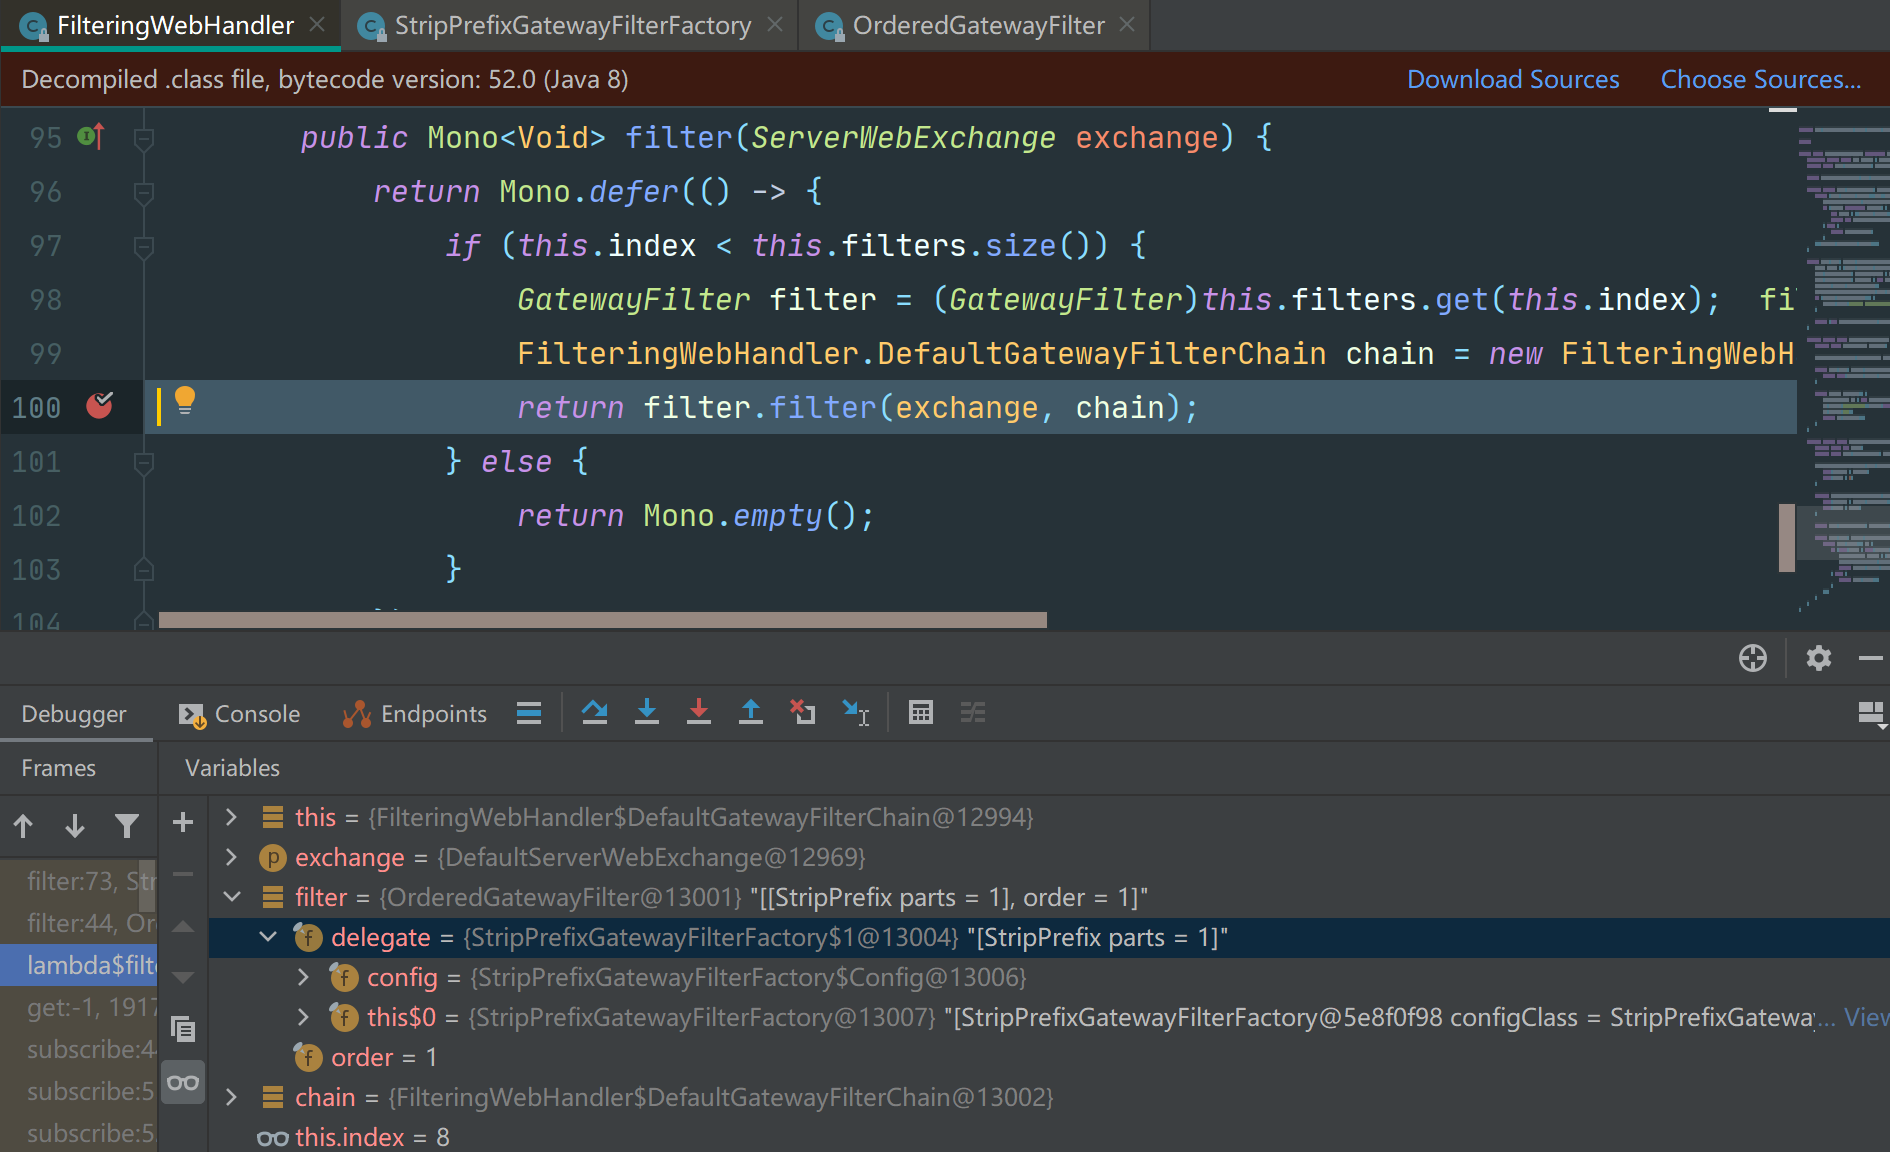 FilteringWebHandler StripPrefixGatewayFilterFactory OrderedGatewayFilter
Decompiled .class file, bytecode version: 52.0 (Java 8) Download Sources Choose Sources...
95 public Mono<Void> filter(ServerWebExchange exchange) {
96 return Mono.defer(() -> {
97 if (this.index < this.filters.size()) {
98 GatewayFilter filter = (GatewayFilter)this.filters.get(this.index); fi
99 FilteringWebHandler.DefaultGatewayFilterChain chain = new FilteringWebH
100 return filter.filter(exchange, chain);
101 } else {
102 return Mono.empty();
103 }
104
Debugger Console Endpoints
Frames Variables
this = {FilteringWebHandler$DefaultGatewayFilterChain@12994}
exchange = {DefaultServerWebExchange@12969}
filter:73, Str
filter = {OrderedGatewayFilter@13001} "[[StripPrefix parts = 1], order = 1]"
filter:44, Or
delegate = {StripPrefixGatewayFilterFactory$1@13004} "[StripPrefix parts = 1]"
lambda$filte
config = {StripPrefixGatewayFilterFactory$Config@13006}
get:-1, 1917
this$0 = {StripPrefixGatewayFilterFactory@13007} "[StripPrefixGatewayFilterFactory@5e8f0f98 configClass = StripPrefixGateway... View
subscribe:44
order = 1
subscribe:5
chain = {FilteringWebHandler$DefaultGatewayFilterChain@13002}
subscribe:5
this.index = 8